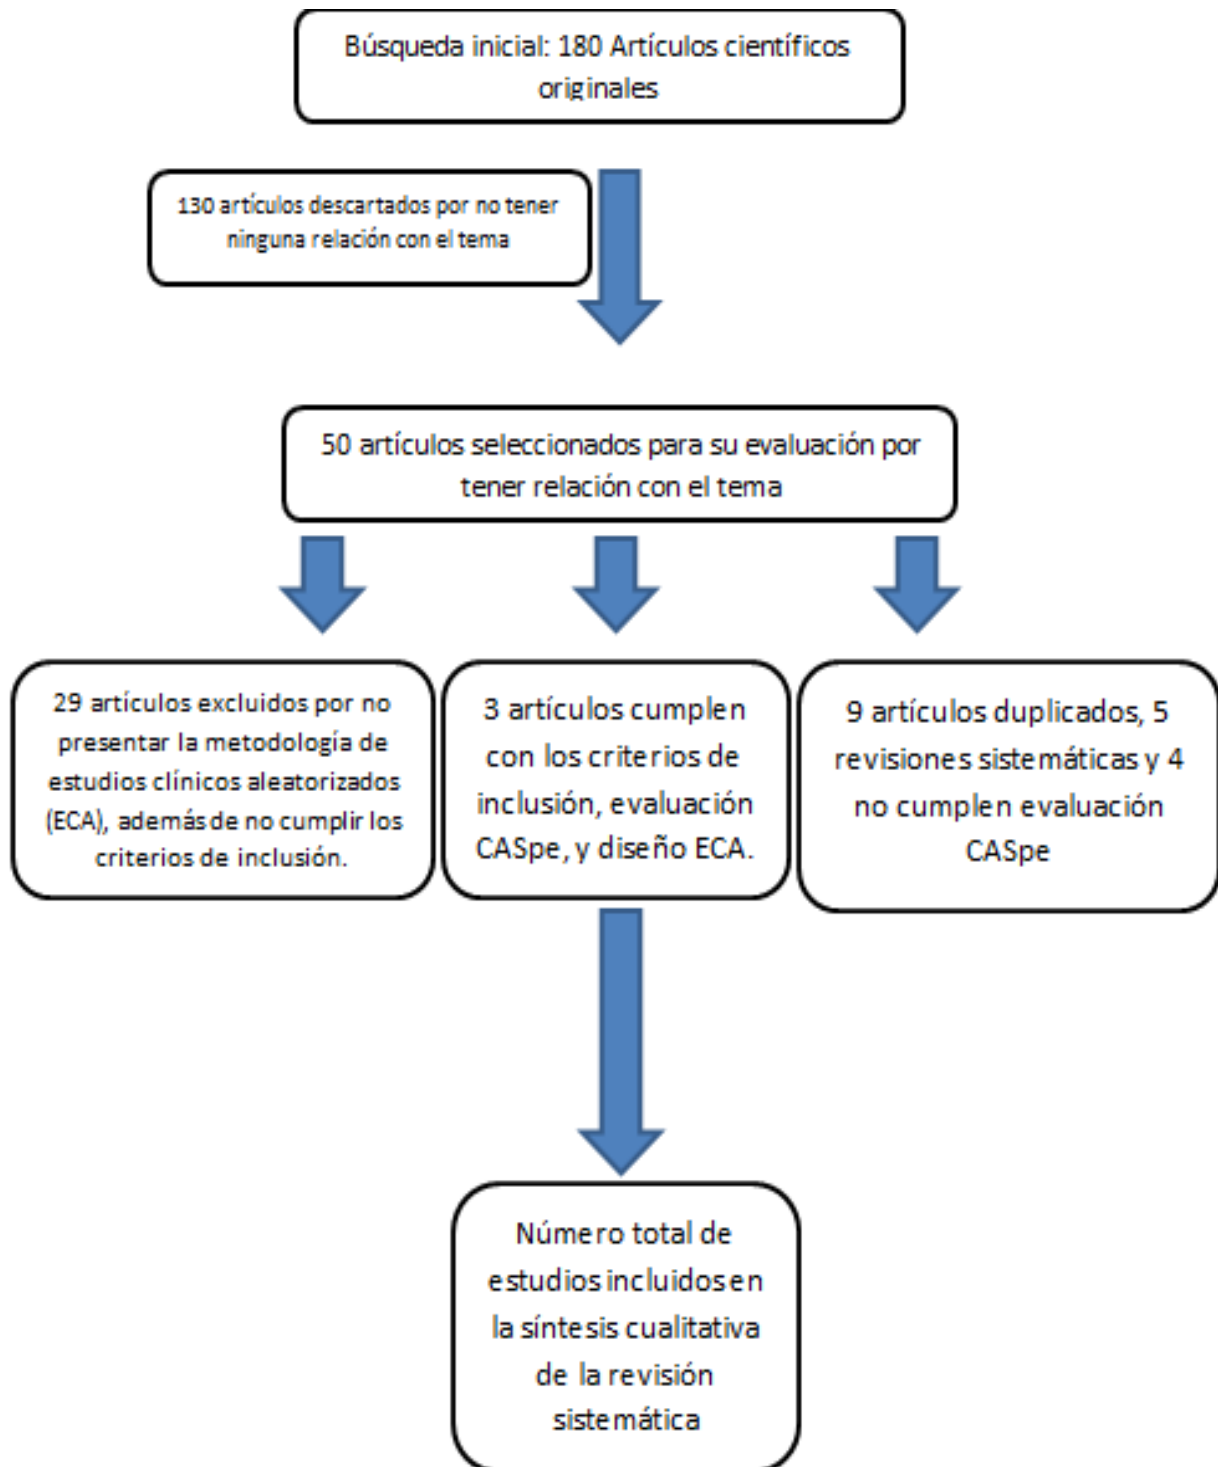 Búsqueda inicial: 180 Artículos científicos
originales
130 artículos descartados por no tener
ninguna relación con el tema
50 artículos seleccionados para su evaluación por
tener relación con el tema
29 artículos excluidos por no
presentar la metodología de
estudios clínicos aleatorizados
(ECA), además de no cumplir los
criterios de inclusión.
3 artículos cumplen
con los criterios de
inclusión, evaluación
CASpe, y diseño ECA.
9 artículos duplicados, 5
revisiones sistemáticas y 4
no cumplen evaluación
CASpe
Número total de
estudios incluidos en
la síntesis cualitativa
de la revisión
sistemática